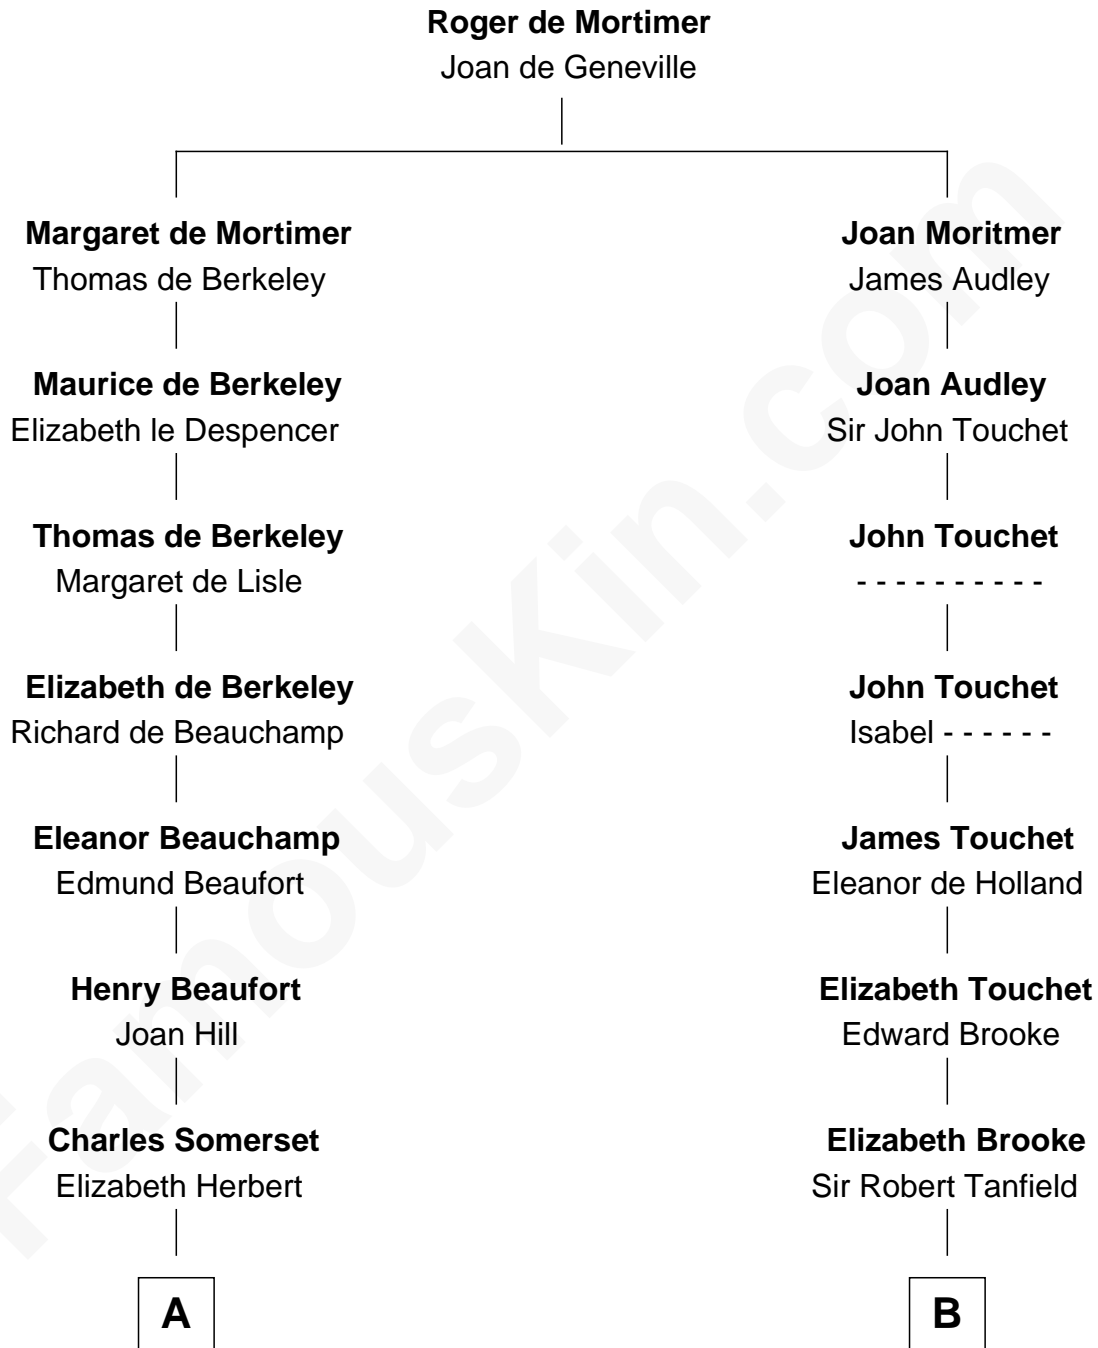 Roger de Mortimer
Joan de Geneville
Margaret de Mortimer
Thomas de Berkeley
Maurice de Berkeley
Elizabeth le Despencer
Thomas de Berkeley
Margaret de Lisle
Elizabeth de Berkeley
Richard de Beauchamp
Eleanor Beauchamp
Edmund Beaufort
Henry Beaufort
Joan Hill
Charles Somerset
Elizabeth Herbert
A
Joan Moritmer
James Audley
Joan Audley
Sir John Touchet
John Touchet
- - - - - - - - - -
John Touchet
Isabel - - - - - -
James Touchet
Eleanor de Holland
Elizabeth Touchet
Edward Brooke
Elizabeth Brooke
Sir Robert Tanfield
B
FamousKin.com